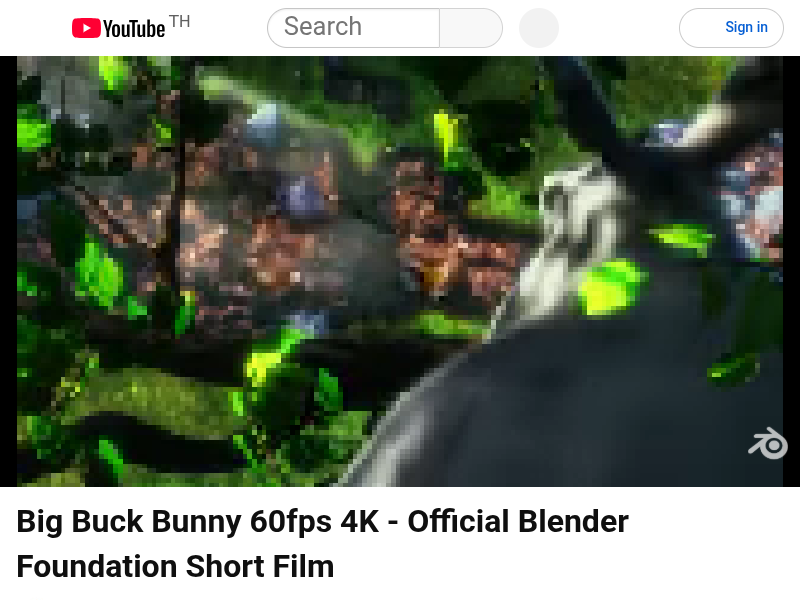 YouTube TH
Search
Sign in
Big Buck Bunny 60fps 4K - Official Blender
Foundation Short Film